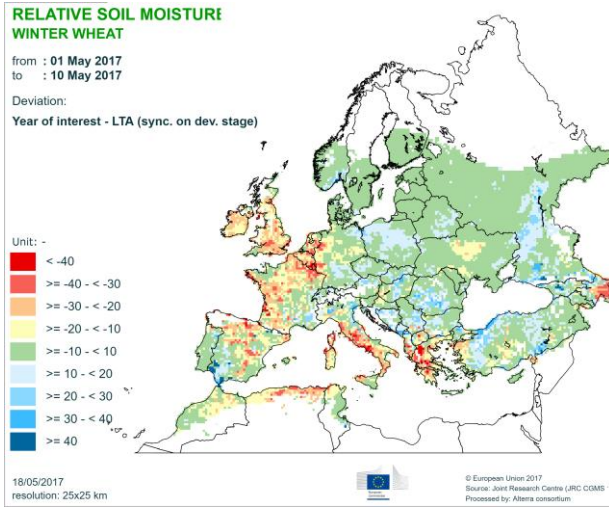 RELATIVE SOIL MOISTURE
WINTER WHEAT
from : 01 May 2017
to : 10 May 2017
Deviation:
Year of interest - LTA (sync. on dev. stage)
Unit: -
< -40
>= -40 - < -30
>= -30 - < -20
>= -20 - < -10
>= -10 - < 10
>= 10 - < 20
>= 20 - < 30
>= 30 - < 40
>= 40
18/05/2017
resolution: 25x25 km
© European Union 2017
Source: Joint Research Centre (JRC CGMS
Processed by: Alterra consortium